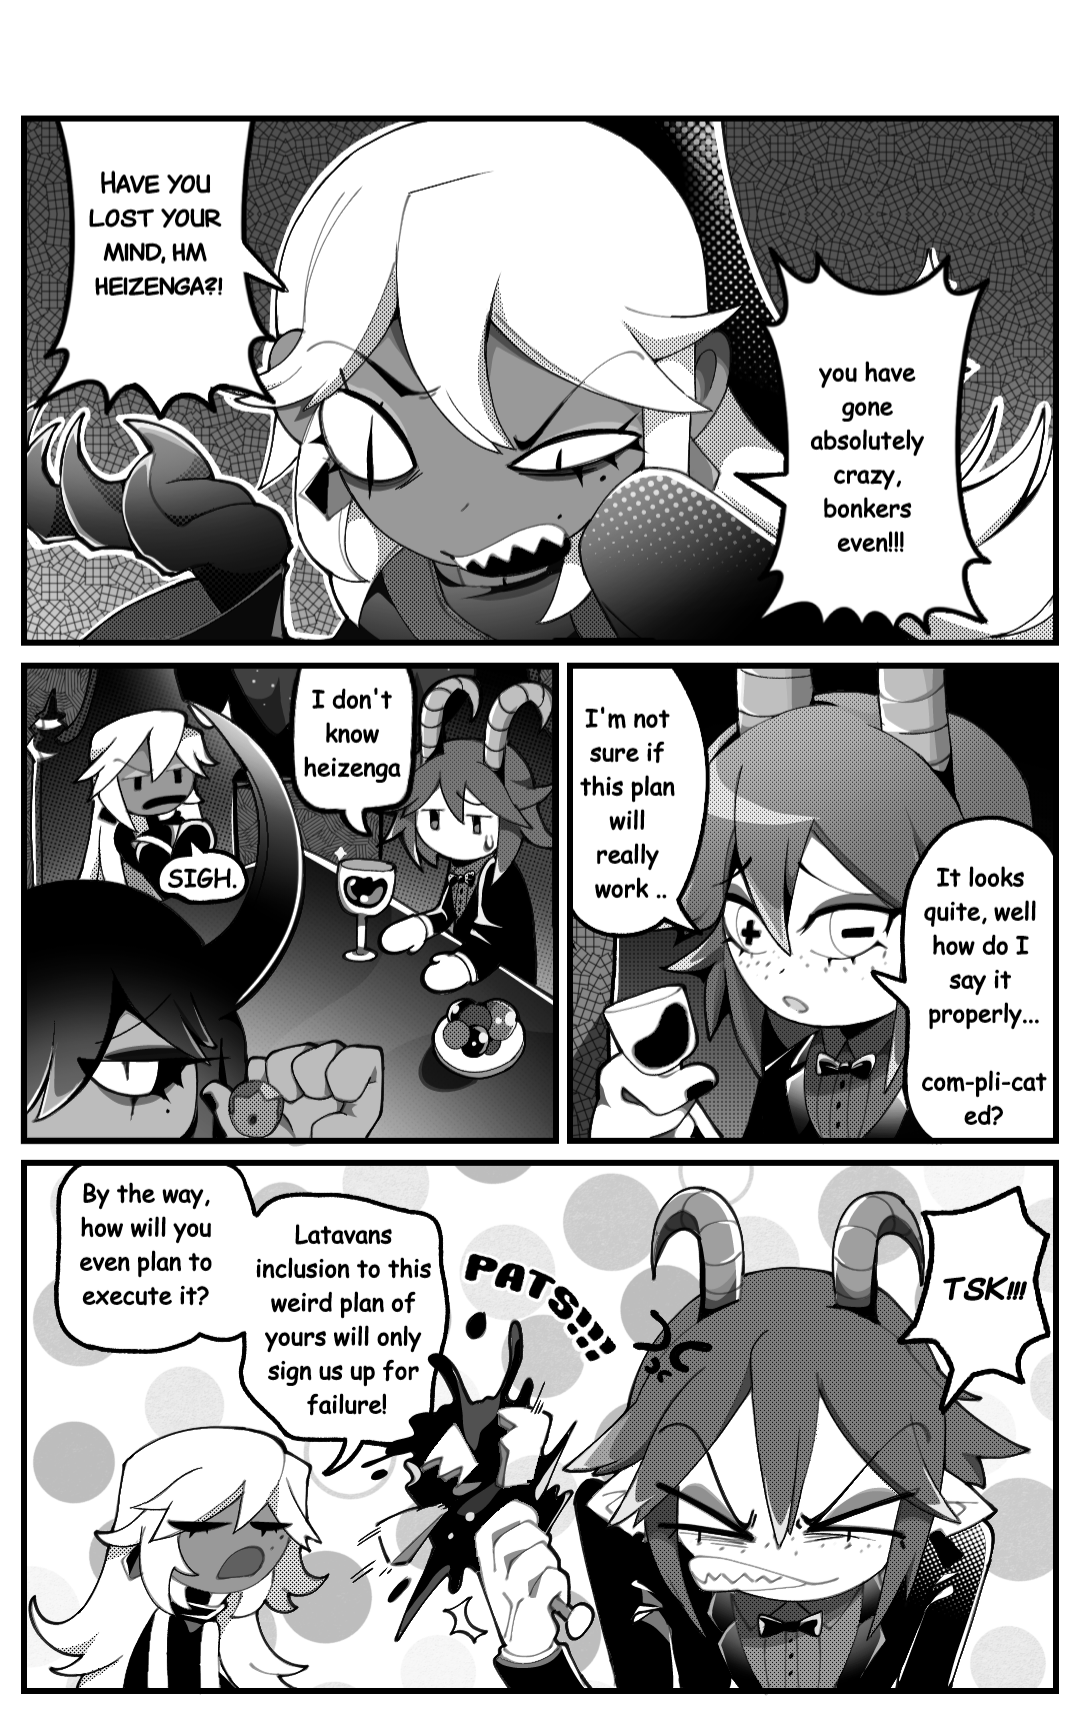 HAVE YOU
LOST YOUR
MIND, HM
HEIZENGA?!
you have
gone
absolutely
crazy,
bonkers
even!!!
I don't
know
heizenga
SIGH.
I'm not
sure if
this plan
will
really
work ..
It looks
quite, well
how do I
say it
properly...
com-pli-cat
ed?
By the way,
how will you
even plan to
execute it?
Latavans
inclusion to this
weird plan of
yours will only
sign us up for
failure!
PATS!!!
TSK!!!